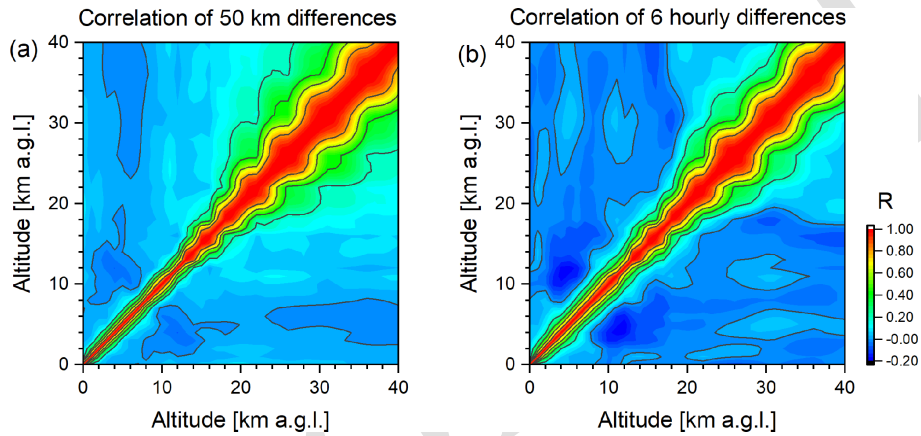 Correlation of 50 km differences
Correlation of 6 hourly differences
(a)
(b)
40
30
20
10
0
Altitude [km a.g.l.]
0 10 20 30 40
Altitude [km a.g.l.]
40
30
20
10
0
Altitude [km a.g.l.]
0 10 20 30 40
Altitude [km a.g.l.]
R
1.00
0.80
0.60
0.40
0.20
-0.00
-0.20